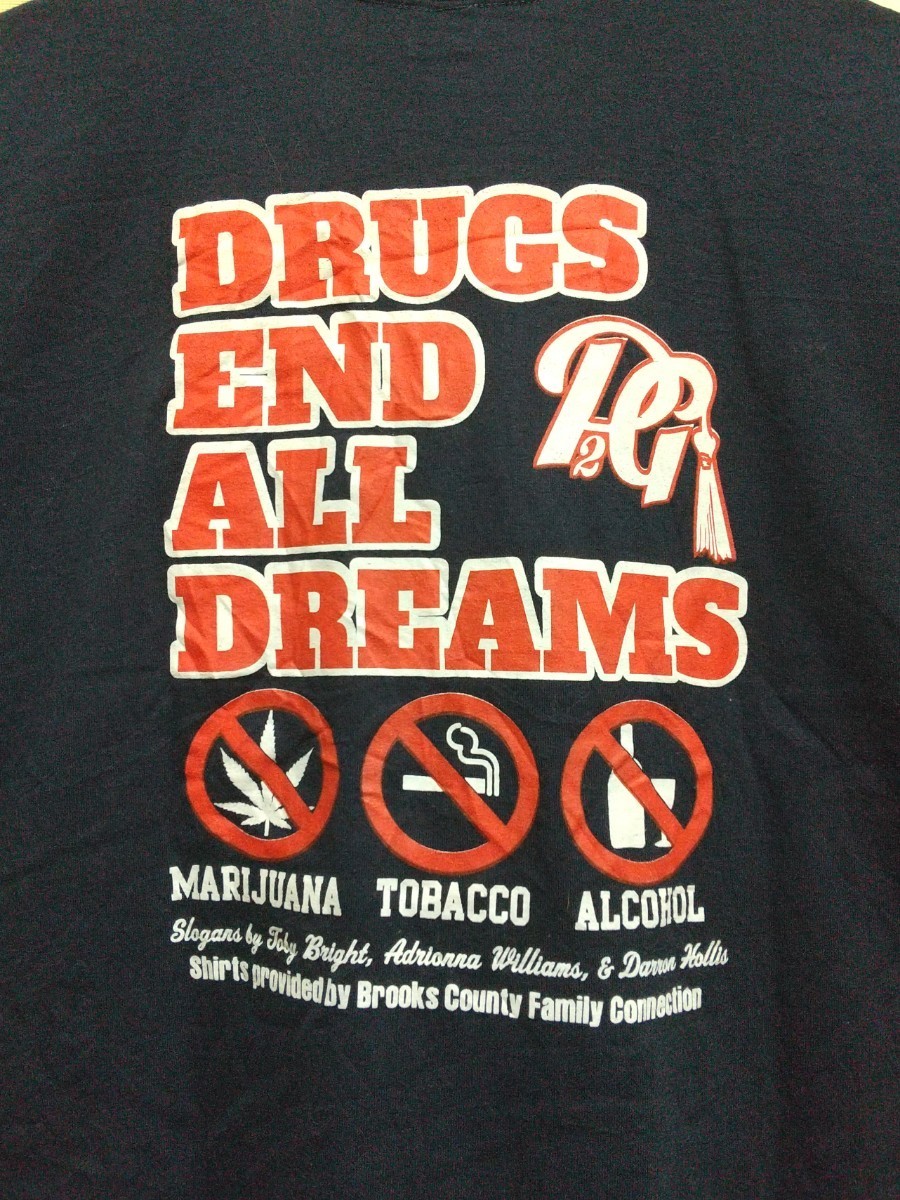 DRUGS
END
D2G
ALL
DREAMS
MARIJUANA TOBACCO ALCOHOL
Slogans by Toby Bright, Adrionna Williams, & Darron Hollis
Shirts provided by Brooks County Family Connection